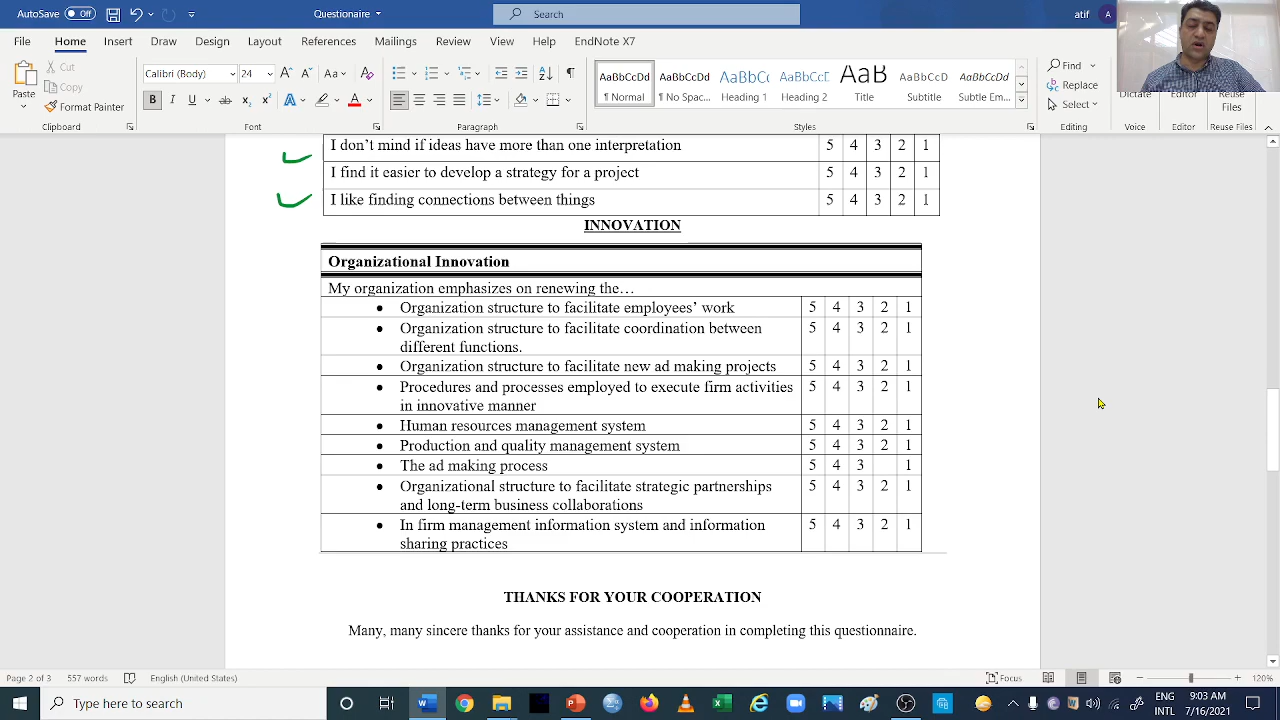 AutoSave Off Search atif A
File Home Insert Draw Design Layout References Mailings Review View Help EndNote X7
Paste Cut Copy Format Painter Clipboard
Calibri (Body) 24 Aa B I U ab x A Font
Paragraph
AaBbCcDd AaBbCcDd AaBbCc AaBbCcD AaB AaBbCcD AaBbCcDd
¶ Normal ¶ No Spac... Heading 1 Heading 2 Title Subtitle Subtle Em...
Styles
Find Replace Select Editing
Dictate Voice
Editor Editor
Reuse Files Reuse Files
I don't mind if ideas have more than one interpretation 5 4 3 2 1
I find it easier to develop a strategy for a project 5 4 3 2 1
I like finding connections between things 5 4 3 2 1
INNOVATION
Organizational Innovation
My organization emphasizes on renewing the…
• Organization structure to facilitate employees' work 5 4 3 2 1
• Organization structure to facilitate coordination between 5 4 3 2 1
different functions.
• Organization structure to facilitate new ad making projects 5 4 3 2 1
• Procedures and processes employed to execute firm activities 5 4 3 2 1
in innovative manner
• Human resources management system 5 4 3 2 1
• Production and quality management system 5 4 3 2 1
• The ad making process 5 4 3 1
• Organizational structure to facilitate strategic partnerships 5 4 3 2 1
and long-term business collaborations
• In firm management information system and information 5 4 3 2 1
sharing practices
THANKS FOR YOUR COOPERATION
Many, many sincere thanks for your assistance and cooperation in completing this questionnaire.
Page 2 of 3 557 words English (United States) Focus 120%
Type here to search ENG 9:03 AM
INTL 7/16/2021